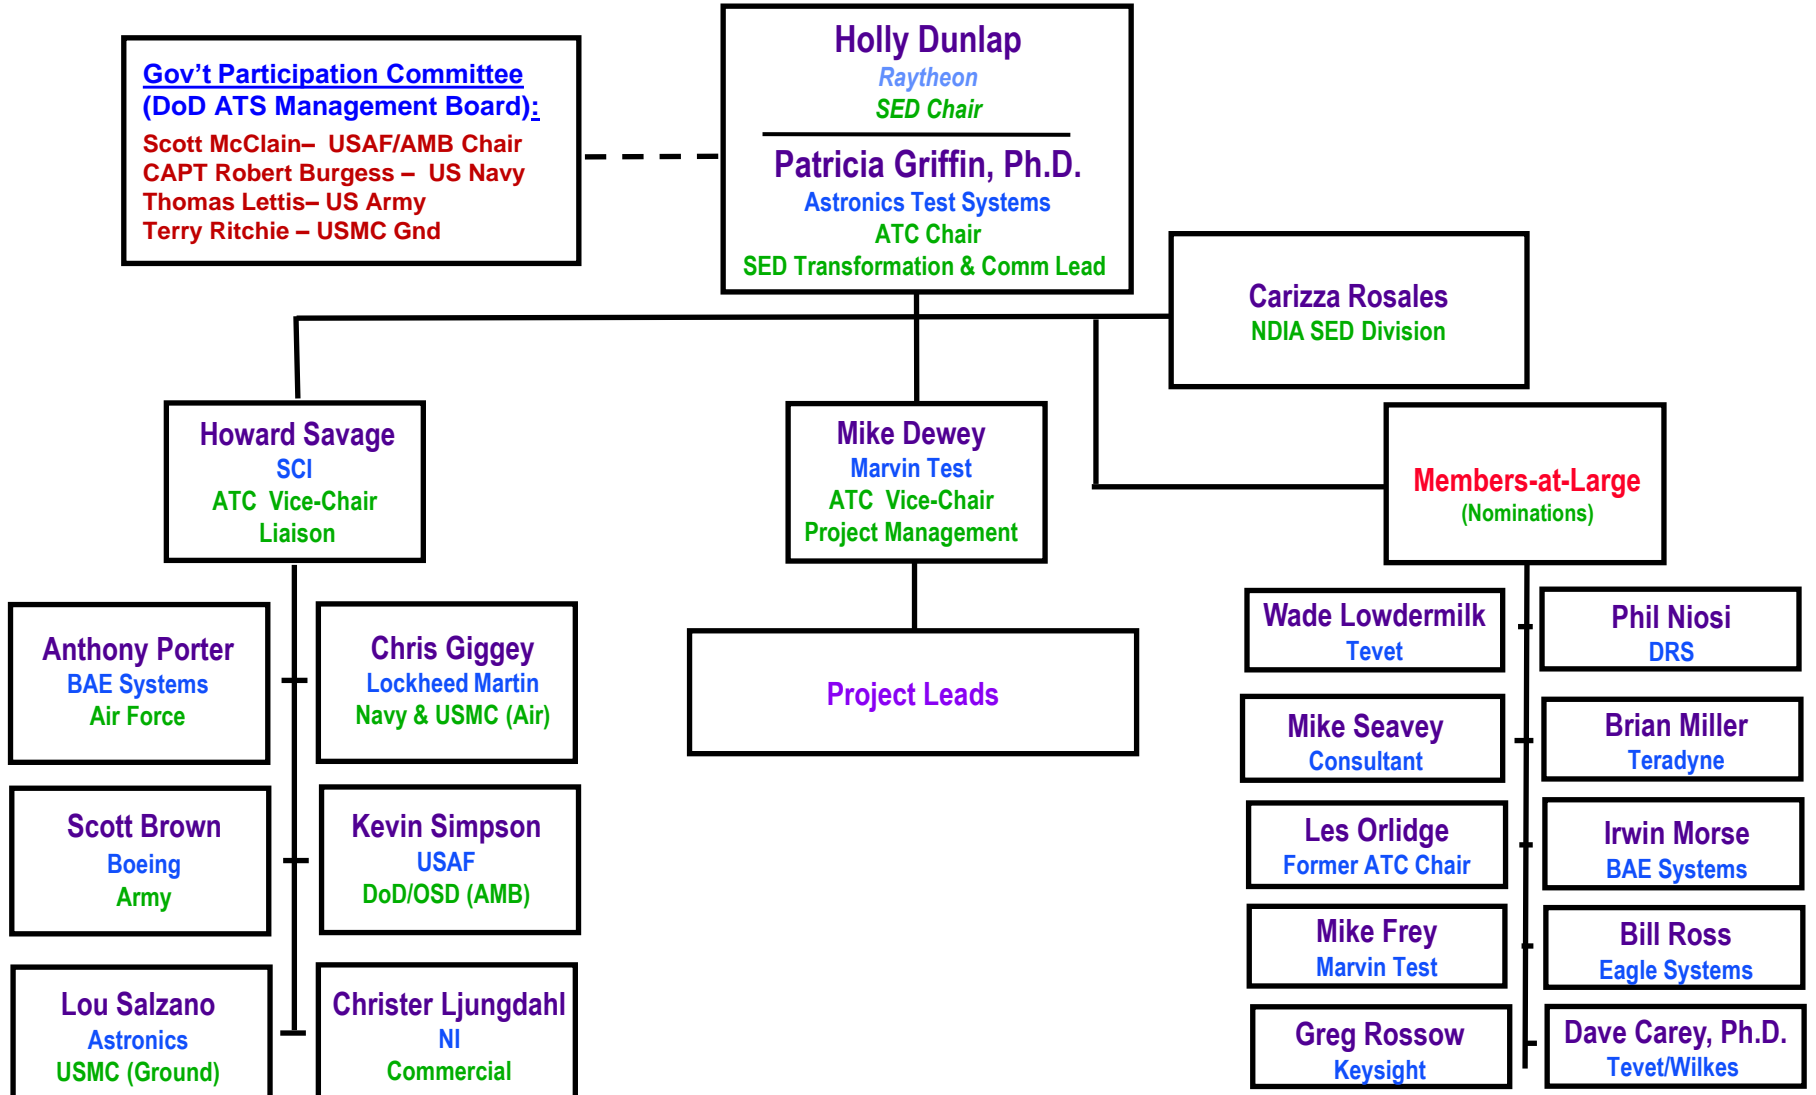 Gov’t Participation Committee
(DoD ATS Management Board):
Scott McClain– USAF/AMB Chair
CAPT Robert Burgess – US Navy
Thomas Lettis– US Army
Terry Ritchie – USMC Gnd
Holly Dunlap
Raytheon
SED Chair
Patricia Griffin, Ph.D.
Astronics Test Systems
ATC Chair
SED Transformation & Comm Lead
Carizza Rosales
NDIA SED Division
Howard Savage
SCI
ATC Vice-Chair
Liaison
Mike Dewey
Marvin Test
ATC Vice-Chair
Project Management
Members-at-Large
(Nominations)
Anthony Porter
BAE Systems
Air Force
Chris Giggey
Lockheed Martin
Navy & USMC (Air)
Scott Brown
Boeing
Army
Kevin Simpson
USAF
DoD/OSD (AMB)
Lou Salzano
Astronics
USMC (Ground)
Christer Ljungdahl
NI
Commercial
Project Leads
Wade Lowdermilk
Tevet
Phil Niosi
DRS
Mike Seavey
Consultant
Brian Miller
Teradyne
Les Orlidge
Former ATC Chair
Irwin Morse
BAE Systems
Mike Frey
Marvin Test
Bill Ross
Eagle Systems
Greg Rossow
Keysight
Dave Carey, Ph.D.
Tevet/Wilkes